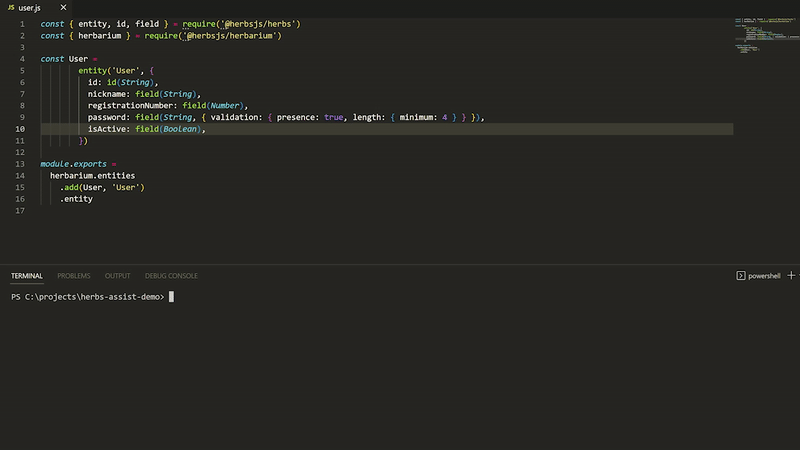 JS user.js ×
1 const { entity, id, field } = require('@herbsjs/herbs')
2 const { herbarium } = require('@herbsjs/herbarium')
3
4 const User =
5 entity('User', {
6 id: id(String),
7 nickname: field(String),
8 registrationNumber: field(Number),
9 password: field(String, { validation: { presence: true, length: { minimum: 4 } } }),
10 isActive: field(Boolean),
11 })
12
13 module.exports =
14 herbarium.entities
15 .add(User, 'User')
16 .entity
17
TERMINAL PROBLEMS OUTPUT DEBUG CONSOLE powershell +
PS C:\projects\herbs-assist-demo>